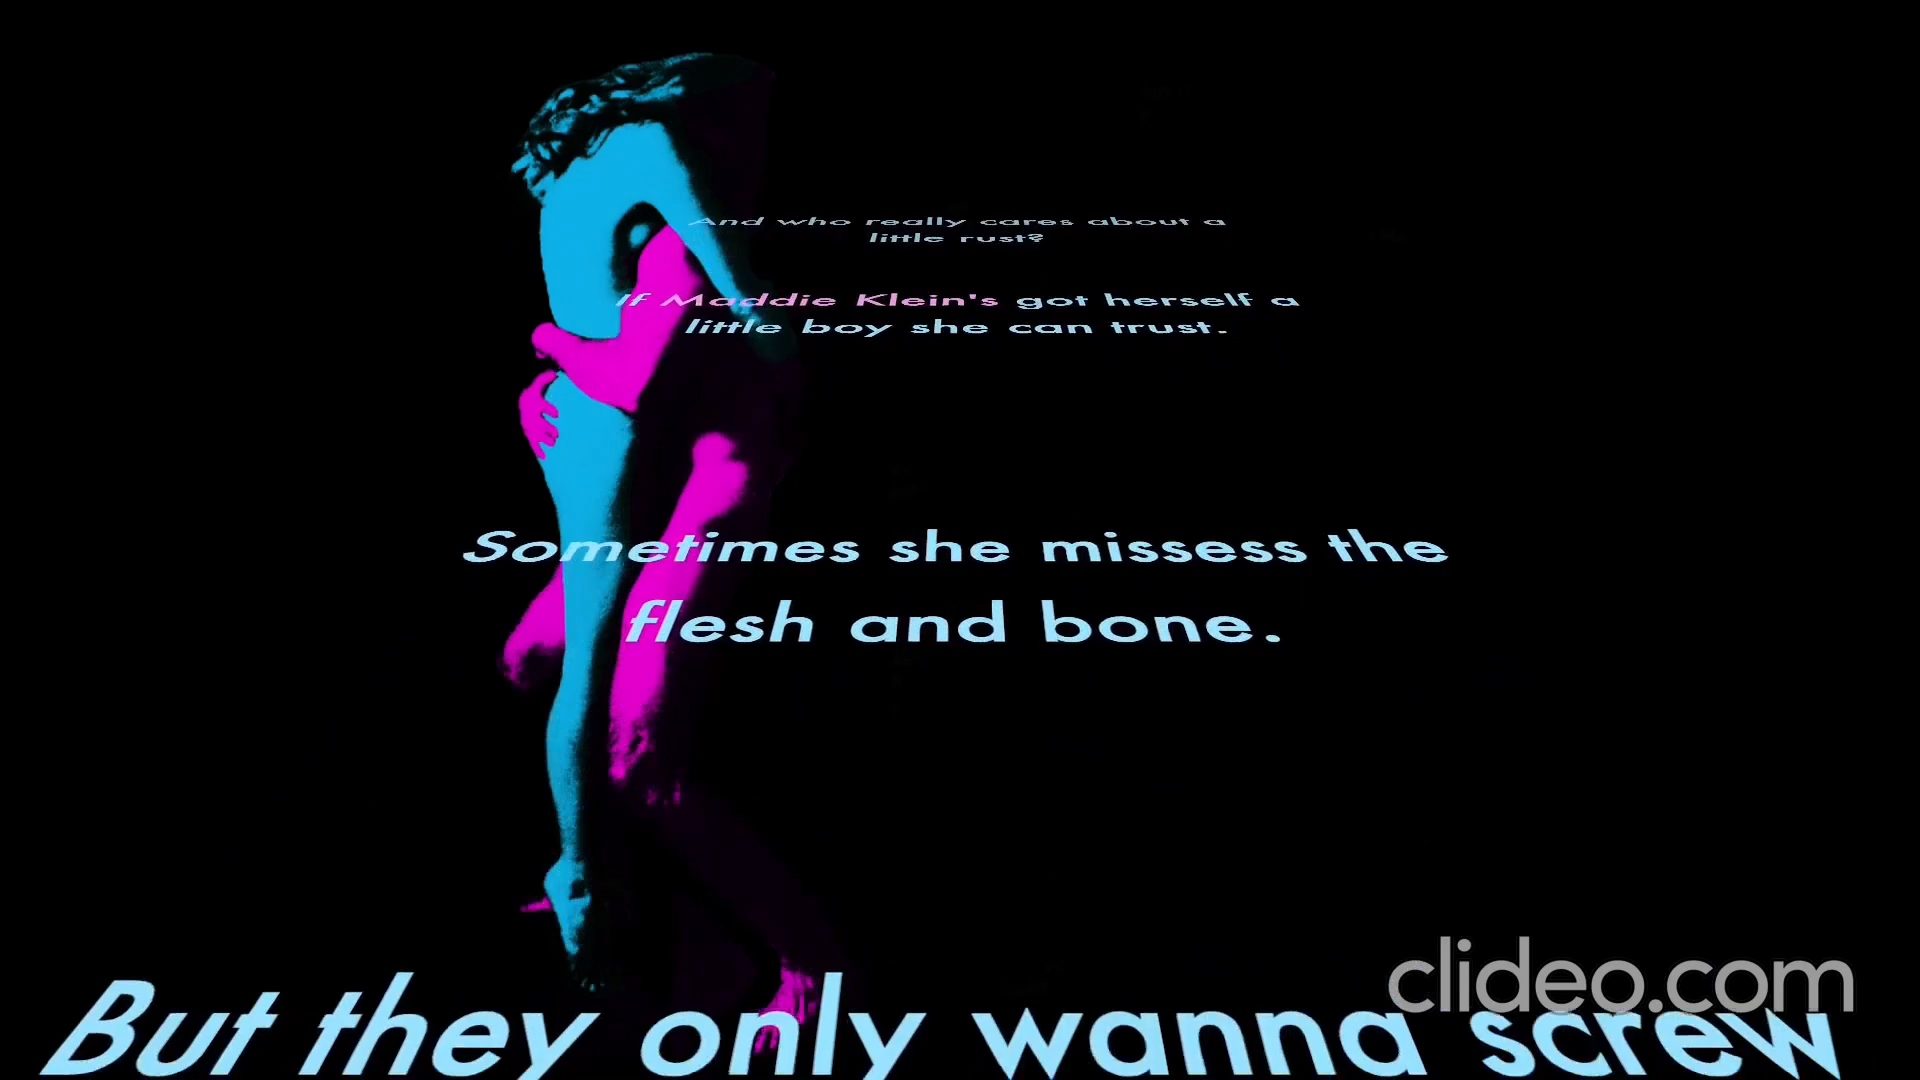 And who really cares about a
little rust?
If Maddie Klein's got herself a
little boy she can trust.
Sometimes she missess the
flesh and bone.
clideo.com
But they only wanna screw